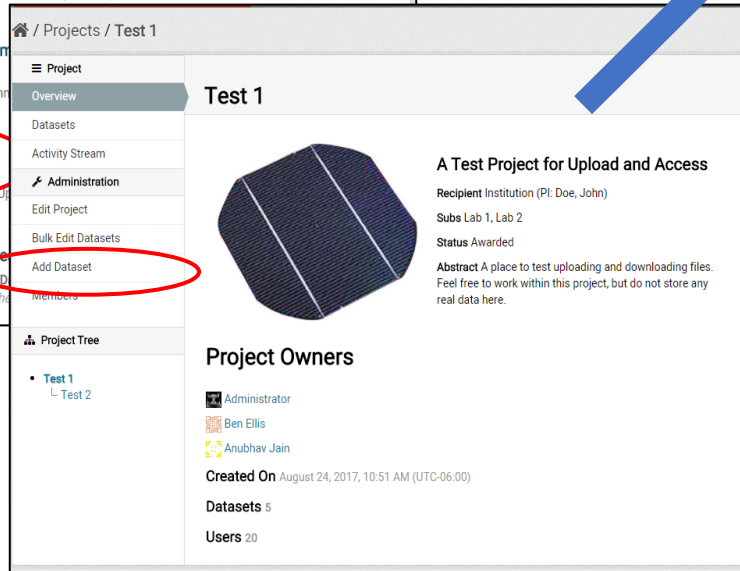 / Projects / Test 1
Project
Overview
Datasets
Activity Stream
Administration
Edit Project
Bulk Edit Datasets
Add Dataset
Members
Project Tree
Test 1
Test 2
Test 1
A Test Project for Upload and Access
Recipient Institution (PI: Doe, John)
Subs Lab 1, Lab 2
Status Awarded
Abstract A place to test uploading and downloading files.
Feel free to work within this project, but do not store any
real data here.
Project Owners
Administrator
Ben Ellis
Anubhav Jain
Created On August 24, 2017, 10:51 AM (UTC-06:00)
Datasets 5
Users 20